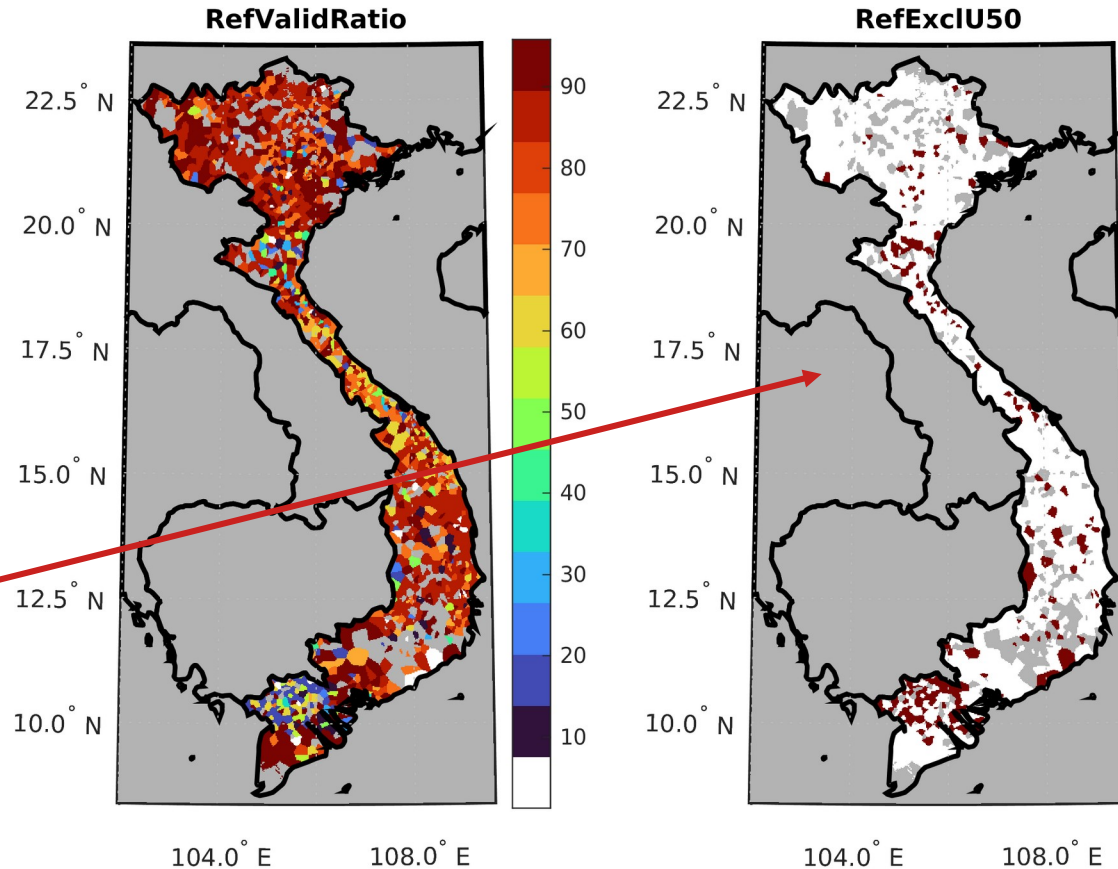 RefValidRatio
22.5° N
20.0° N
17.5° N
15.0° N
12.5° N
10.0° N
104.0° E 108.0° E
90
80
70
60
50
40
30
20
10
RefExclU50
22.5° N
20.0° N
17.5° N
15.0° N
12.5° N
10.0° N
104.0° E 108.0° E